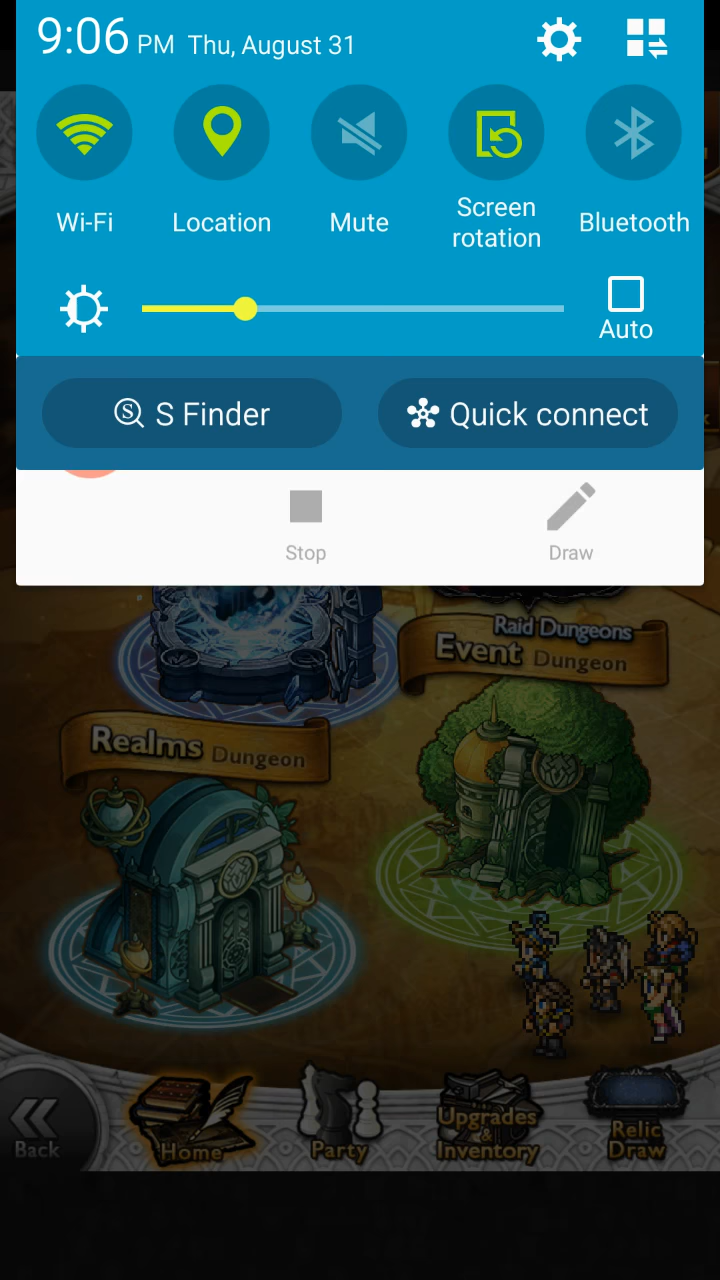 9:06 PM Thu, August 31
Wi-Fi
Location
Mute
Screen
rotation
Bluetooth
Auto
S Finder
Quick connect
Stop
Draw
Raid Dungeons
Event Dungeon
Realms Dungeon
Back
Home
Party
Upgrades
&
Inventory
Relic
Draw